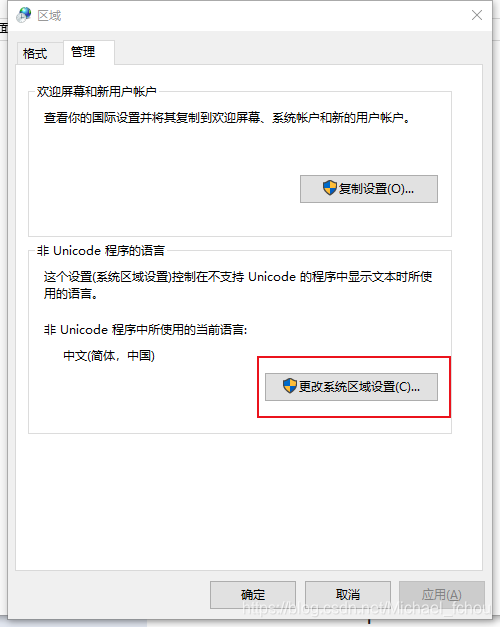 区域
格式
管理
欢迎屏幕和新用户帐户
查看你的国际设置并将其复制到欢迎屏幕、系统帐户和新的用户帐户。
复制设置(O)...
非 Unicode 程序的语言
这个设置(系统区域设置)控制在不支持 Unicode 的程序中显示文本时所使
用的语言。
非 Unicode 程序中所使用的当前语言:
中文(简体，中国)
更改系统区域设置(C)...
确定
取消
应用(A)
https://blog.csdn.net/Michael_fchou